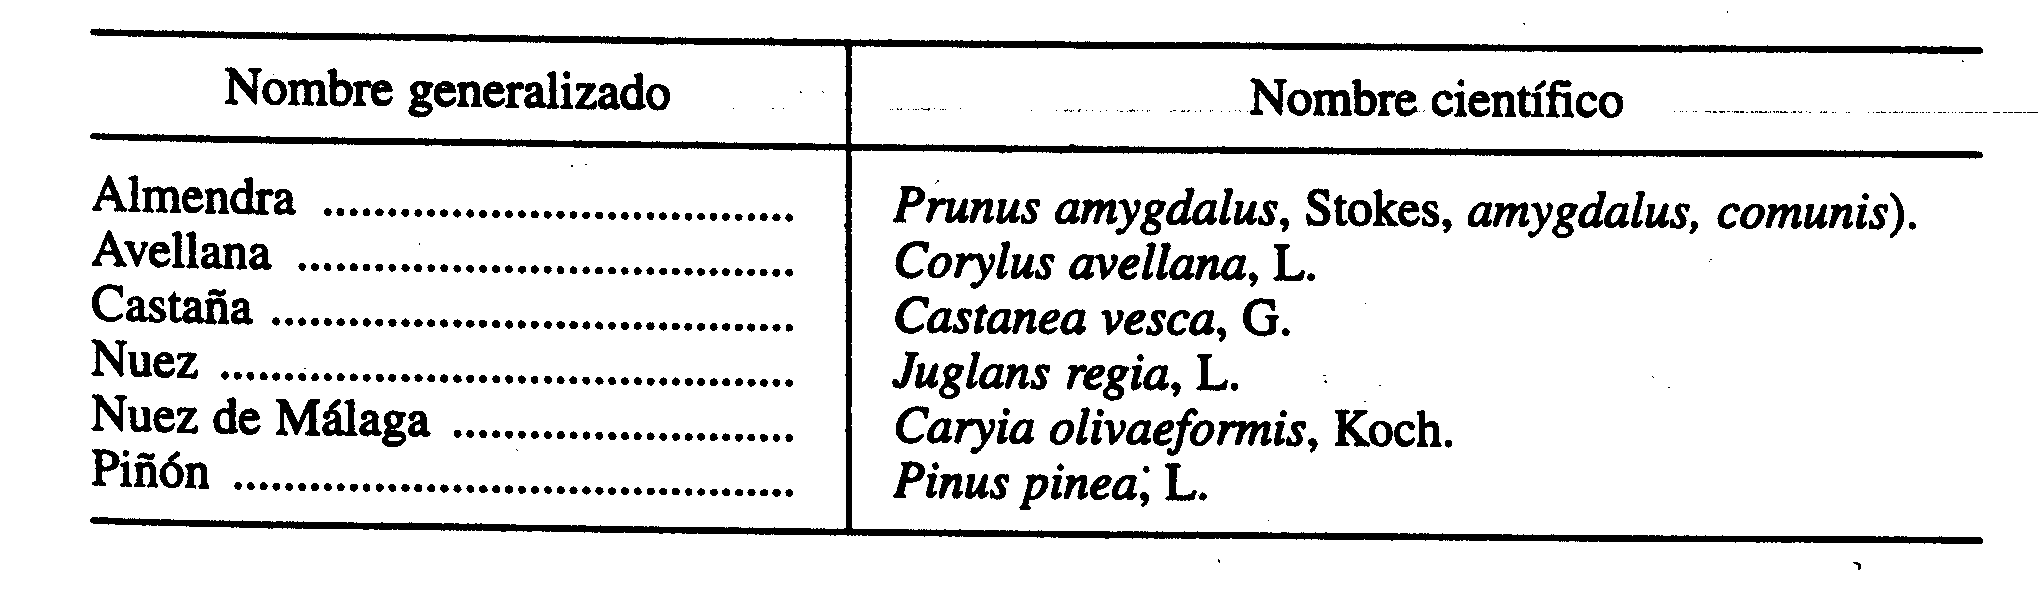 Nombre generalizado Nombre científico
Almendra .................................... Prunus amygdalus, Stokes, amygdalus, comunis).
Avellana ...................................... Corylus avellana, L.
Castaña ........................................ Castanea vesca, G.
Nuez ............................................ Juglans regia, L.
Nuez de Málaga .......................... Caryia olivaeformis, Koch.
Piñón ........................................... Pinus pinea, L.